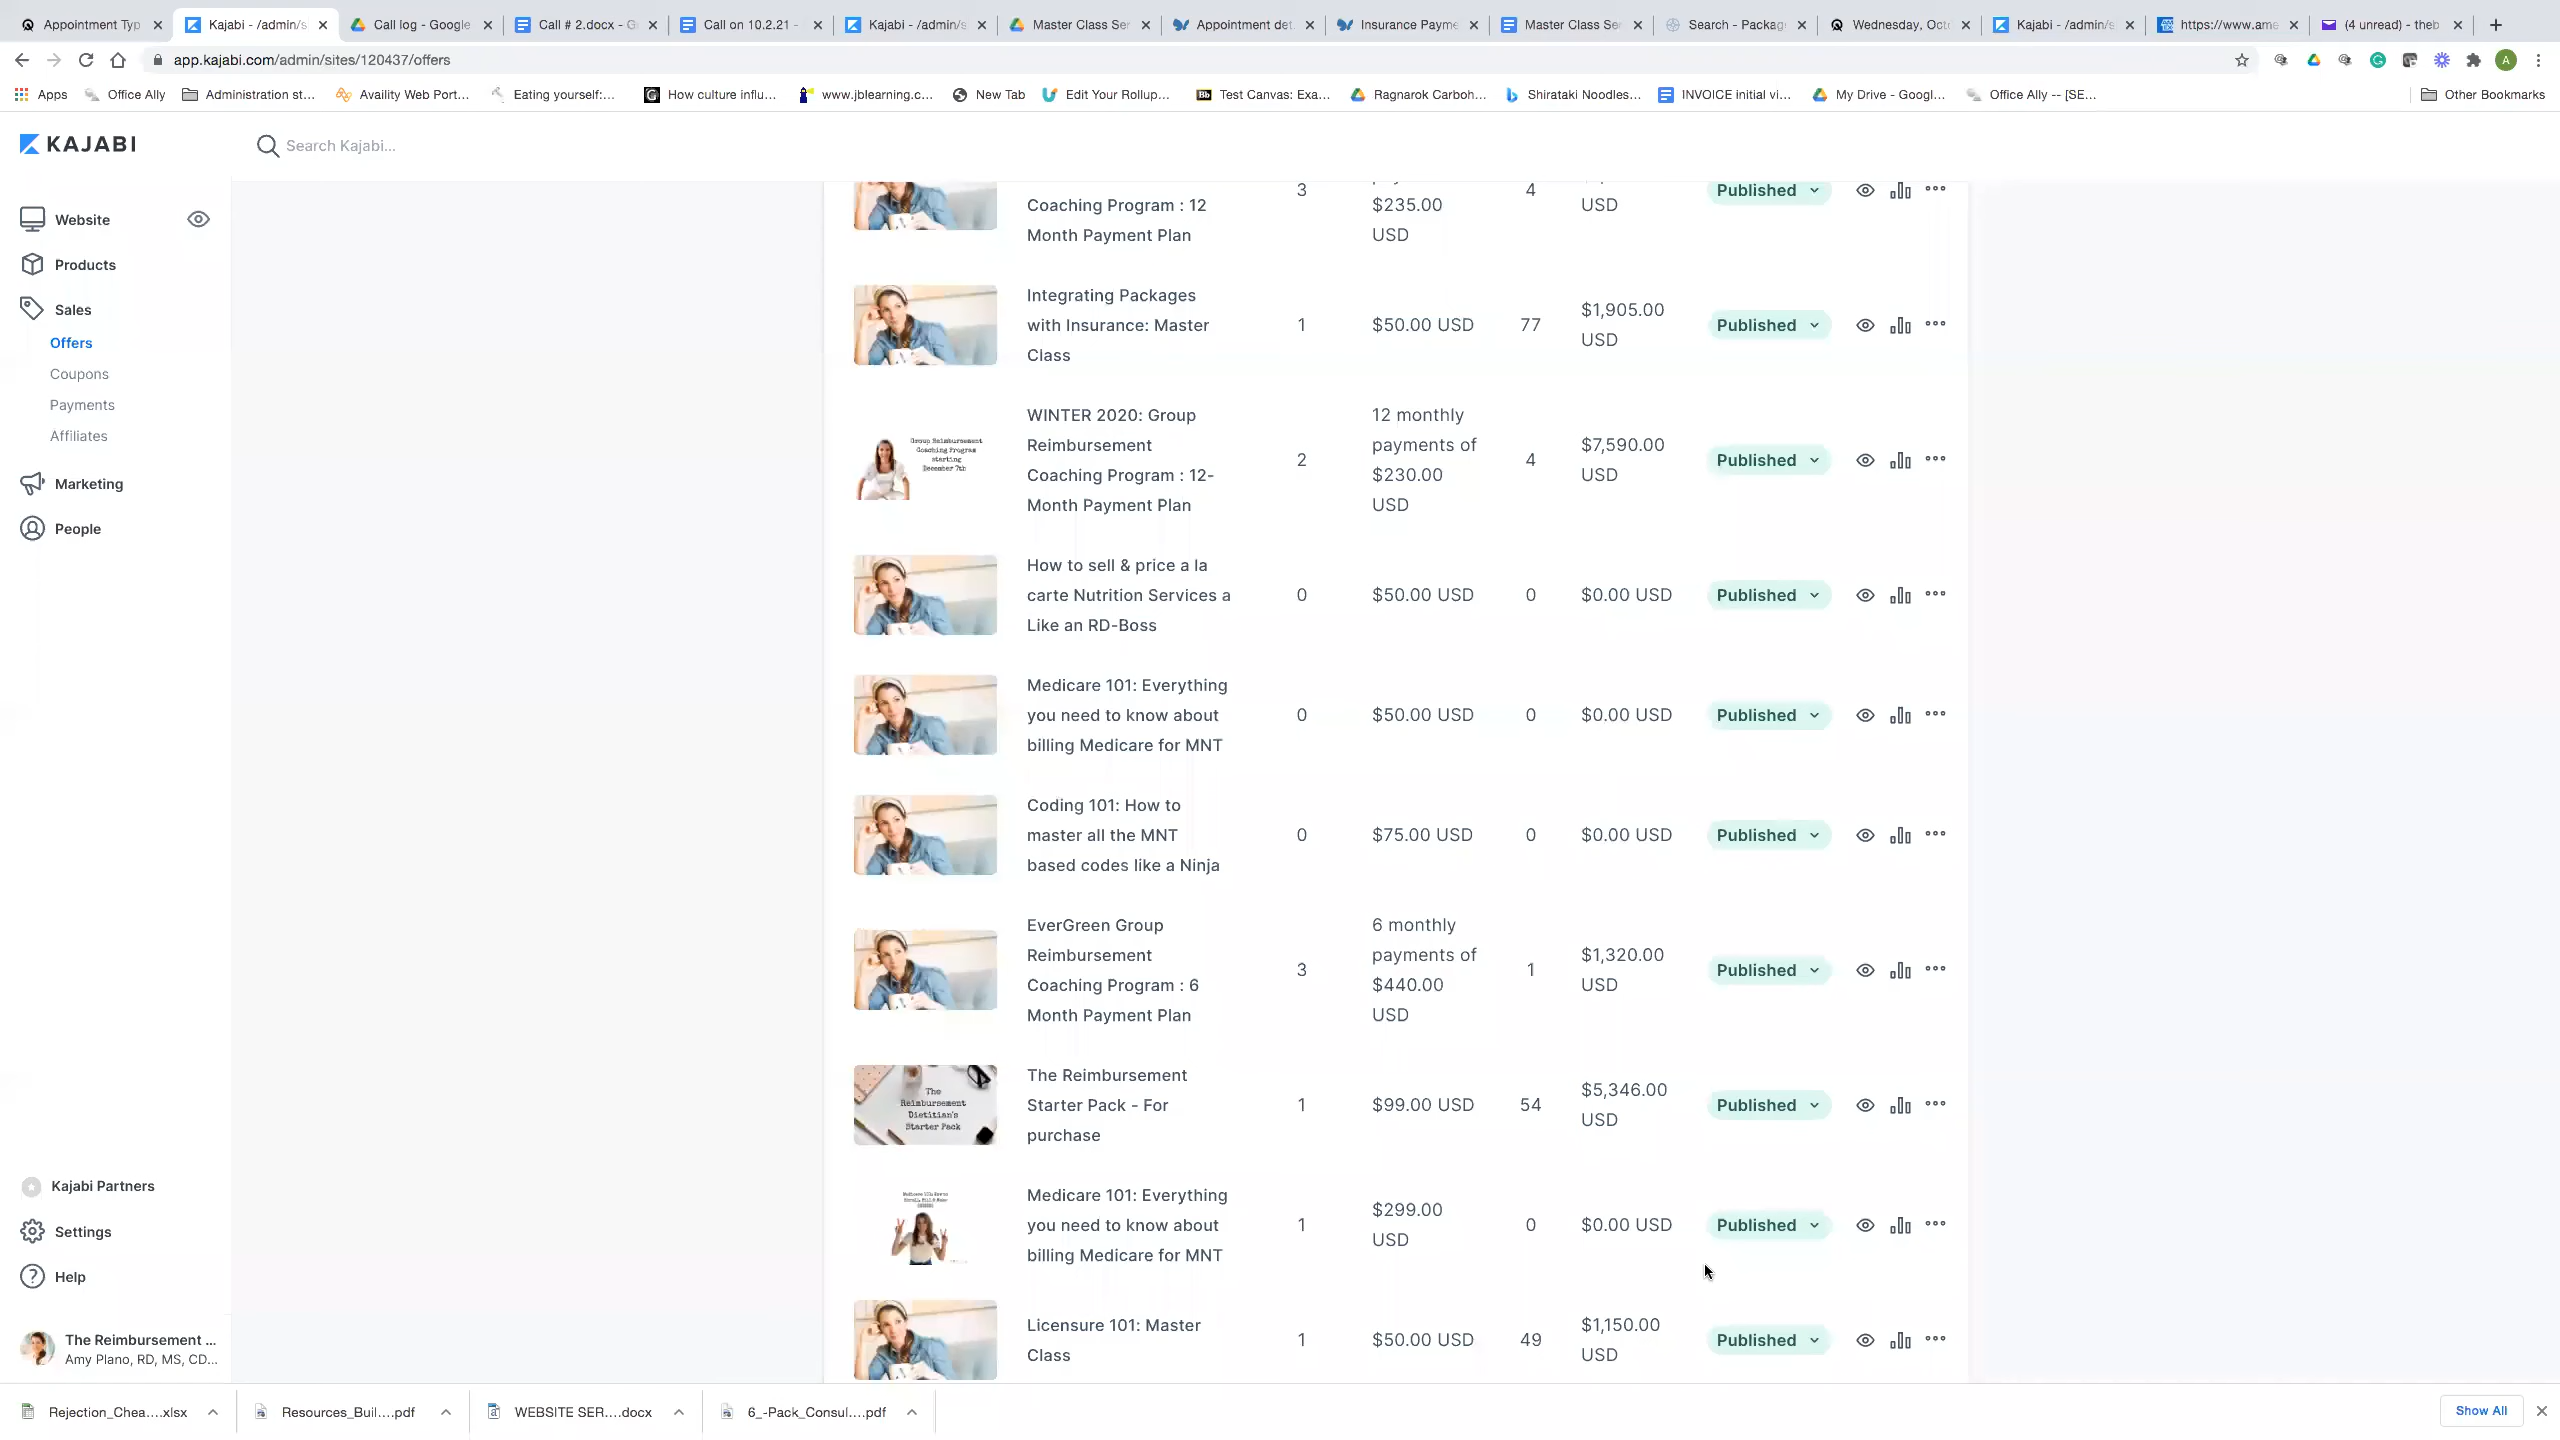 Appointment Typ
Kajabi - /admin/s
Call log - Google
Call # 2.docx - G
Call on 10.2.21 -
Kajabi - /admin/s
Master Class Ser
Appointment det
Insurance Payme
Master Class Ser
Search - Packag
Wednesday, Oct
Kajabi - /admin/s
https://www.ame
(4 unread) - theb
app.kajabi.com/admin/sites/120437/offers
A
Apps
Office Ally
Administration st...
Availity Web Port...
Eating yourself:...
How culture influ...
www.jblearning.c...
New Tab
Edit Your Rollup...
Bb Test Canvas: Exa...
Ragnarok Carboh...
Shirataki Noodles...
INVOICE initial vi...
My Drive - Googl...
Office Ally -- [SE...
Other Bookmarks
KAJABI
Search Kajabi...
Website
Products
Sales
Offers
Coupons
Payments
Affiliates
Marketing
People
Kajabi Partners
Settings
Help
The Reimbursement ...
Amy Plano, RD, MS, CD...
Coaching Program : 12
Month Payment Plan
3
$235.00
USD
4
USD
Published
Integrating Packages
with Insurance: Master
Class
1
$50.00 USD
77
$1,905.00
USD
Published
Group Reimbursement
Coaching Program
starting
December 7th
WINTER 2020: Group
Reimbursement
Coaching Program : 12-
Month Payment Plan
2
12 monthly
payments of
$230.00
USD
4
$7,590.00
USD
Published
How to sell & price a la
carte Nutrition Services a
Like an RD-Boss
0
$50.00 USD
0
$0.00 USD
Published
Medicare 101: Everything
you need to know about
billing Medicare for MNT
0
$50.00 USD
0
$0.00 USD
Published
Coding 101: How to
master all the MNT
based codes like a Ninja
0
$75.00 USD
0
$0.00 USD
Published
EverGreen Group
Reimbursement
Coaching Program : 6
Month Payment Plan
3
6 monthly
payments of
$440.00
USD
1
$1,320.00
USD
Published
The
Reimbursement
Dietitian's
Starter Pack
The Reimbursement
Starter Pack - For
purchase
1
$99.00 USD
54
$5,346.00
USD
Published
Medicare 101: Everything
you need to know about
billing Medicare for MNT
1
$299.00
USD
0
$0.00 USD
Published
Licensure 101: Master
Class
1
$50.00 USD
49
$1,150.00
USD
Published
Rejection_Chea....xlsx
Resources_Buil....pdf
WEBSITE SER....docx
6_-Pack_Consul....pdf
Show All